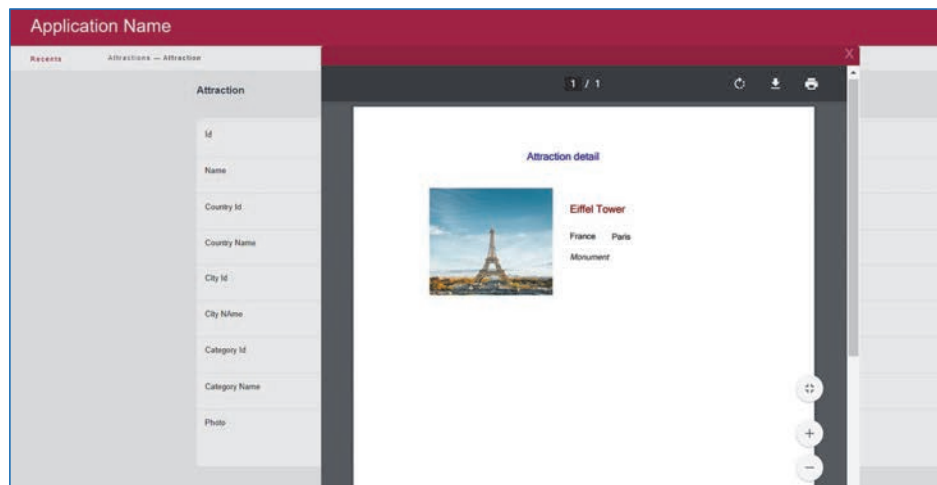 Application Name
Recents
Attractions — Attraction
X
1 / 1
Attraction
Id
Name
Country Id
Country Name
City Id
City NAme
Category Id
Category Name
Photo
Attraction detail
Eiffel Tower
France Paris
Monument